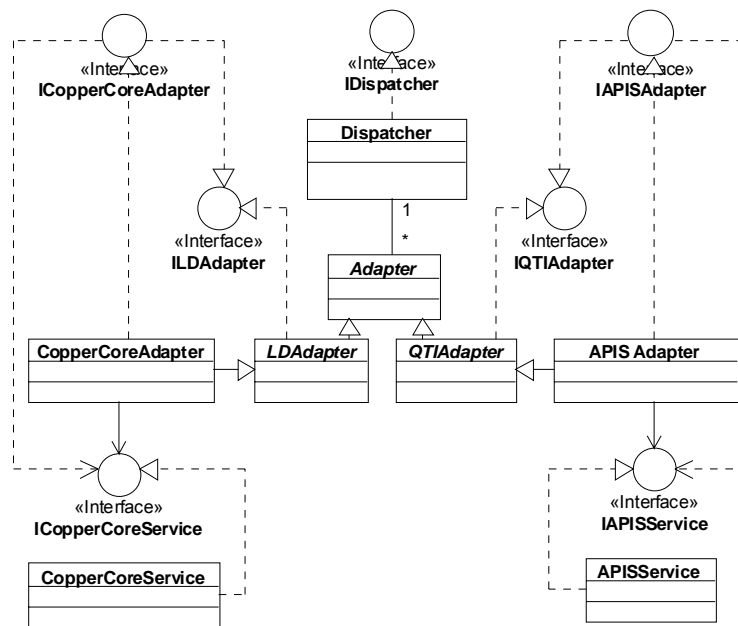 «Interface»
ICopperCoreAdapter
«Interface»
IDispatcher
«Interface»
IAPISAdapter
Dispatcher
1
*
«Interface»
ILDAdapter
«Interface»
IQTIAdapter
Adapter
CopperCoreAdapter
LDAdapter
QTIAdapter
APIS Adapter
«Interface»
ICopperCoreService
«Interface»
IAPISService
CopperCoreService
APISService